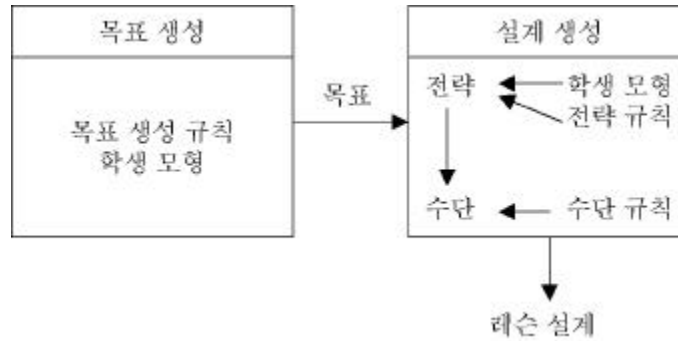 목표 생성
목표 생성 규칙
학생 모형
목표
설계 생성
전략
학생 모형
전략 규칙
수단
수단 규칙
레슨 설계